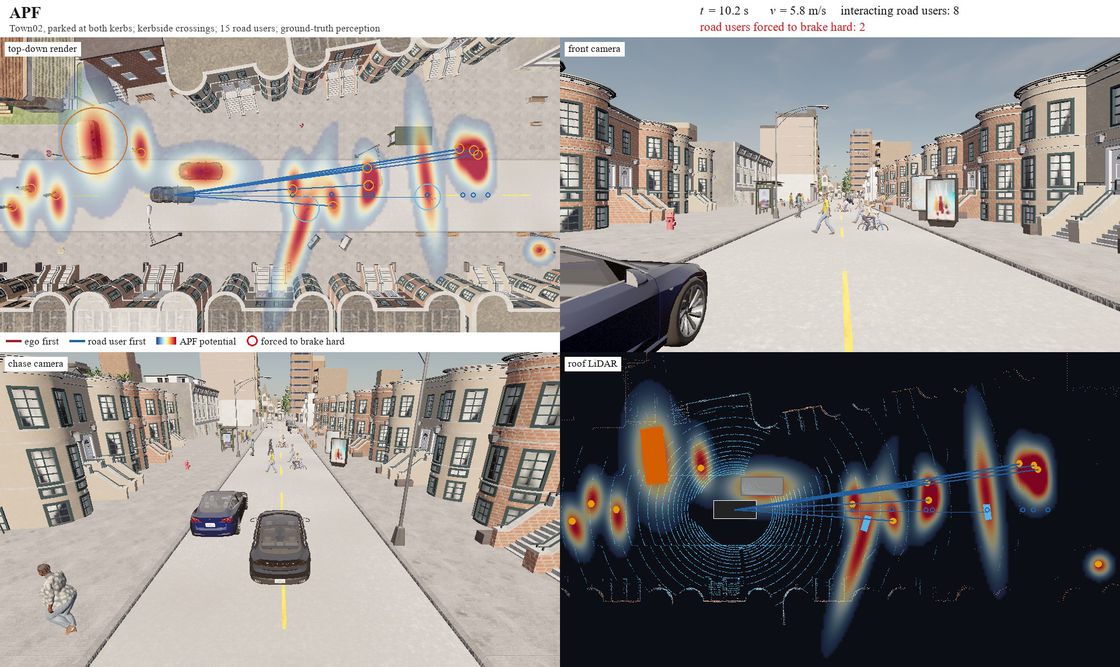 APF
Town02, parked at both kerbs; kerbside crossings; 15 road users; ground-truth perception
t = 10.2 s v = 5.8 m/s interacting road users: 8
road users forced to brake hard: 2
top-down render
front camera
ego first road user first APF potential forced to brake hard
chase camera
roof LiDAR